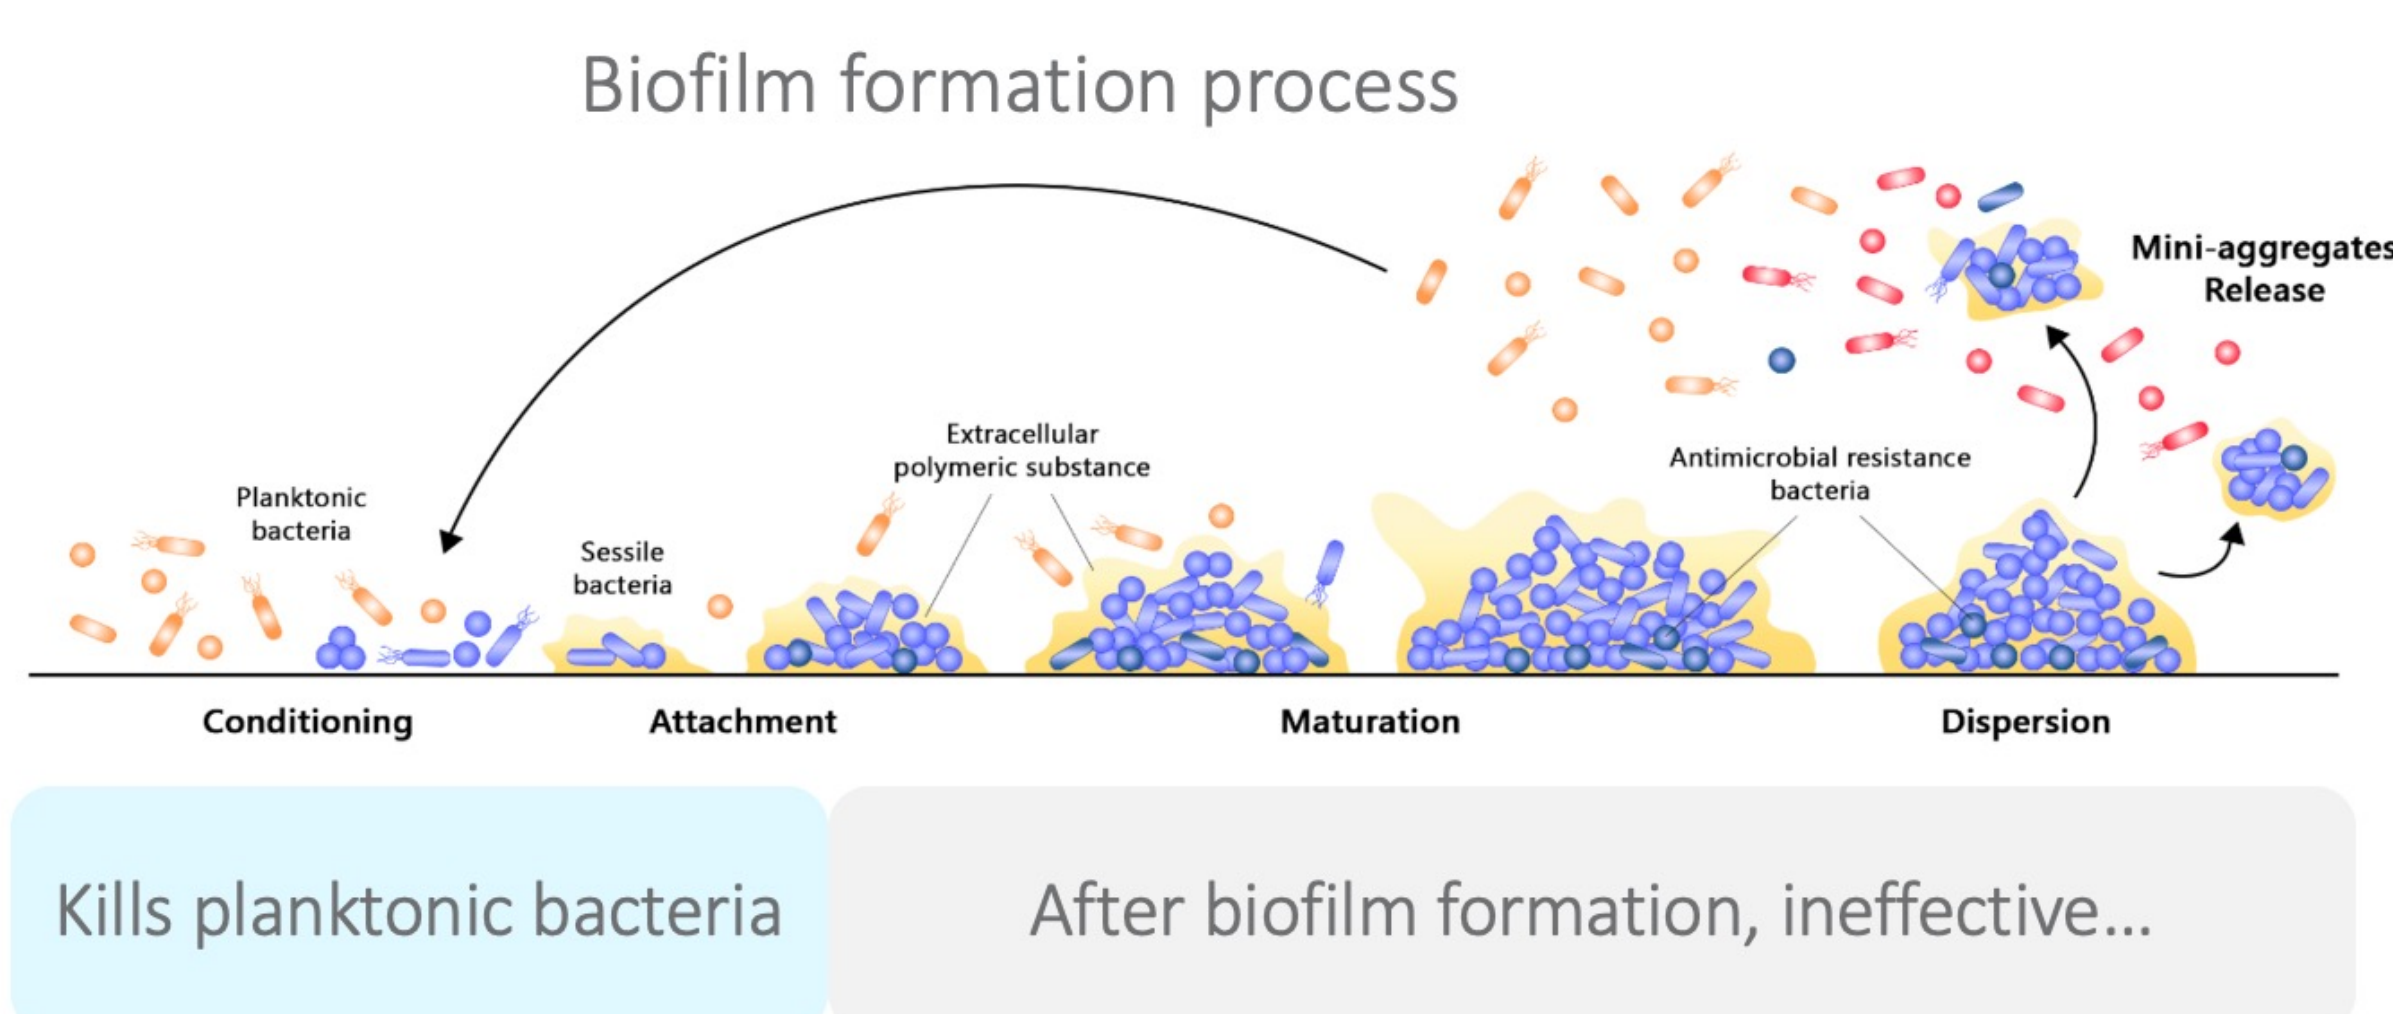 Biofilm formation process
Mini-aggregates
Release
Extracellular
polymeric substance
Antimicrobial resistance
bacteria
Planktonic
bacteria
Sessile
bacteria
Conditioning
Attachment
Maturation
Dispersion
Kills planktonic bacteria
After biofilm formation, ineffective...